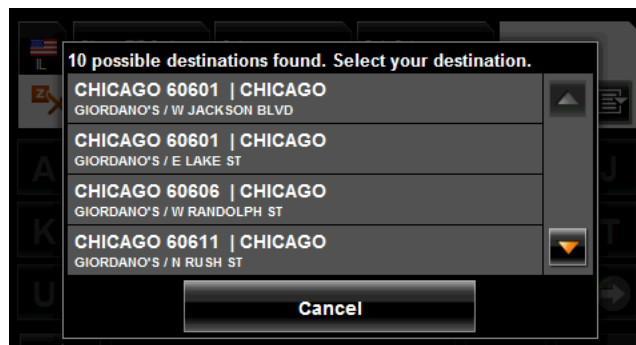 IL
10 possible destinations found. Select your destination.
CHICAGO 60601 | CHICAGO
GIORDANO'S / W JACKSON BLVD
CHICAGO 60601 | CHICAGO
GIORDANO'S / E LAKE ST
CHICAGO 60606 | CHICAGO
GIORDANO'S / W RANDOLPH ST
CHICAGO 60611 | CHICAGO
GIORDANO'S / N RUSH ST
Cancel
A
J
K
T
U